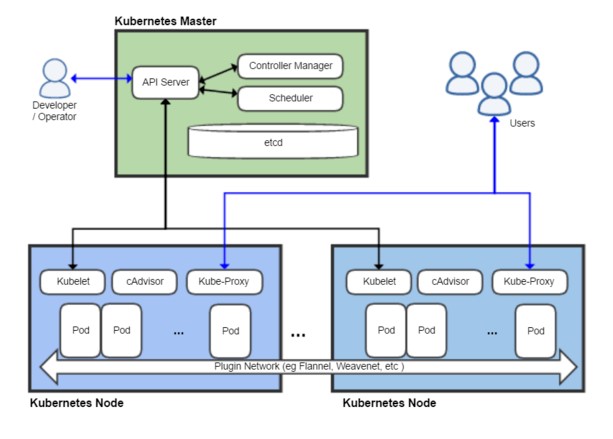 Kubernetes Master
API Server
Controller Manager
Scheduler
etcd
Developer
/ Operator
Users
Kubelet
cAdvisor
Kube-Proxy
Pod
Pod
...
Pod
...
Kubelet
cAdvisor
Kube-Proxy
Pod
Pod
...
Pod
Plugin Network (eg Flannel, Weavenet, etc )
Kubernetes Node
Kubernetes Node